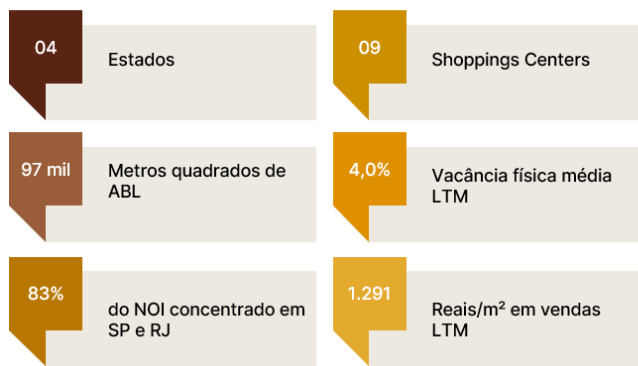 04
Estados
09
Shoppings Centers
97 mil
Metros quadrados de
ABL
4,0%
Vacância física média
LTM
83%
do NOI concentrado em
SP e RJ
1.291
Reais/m² em vendas
LTM